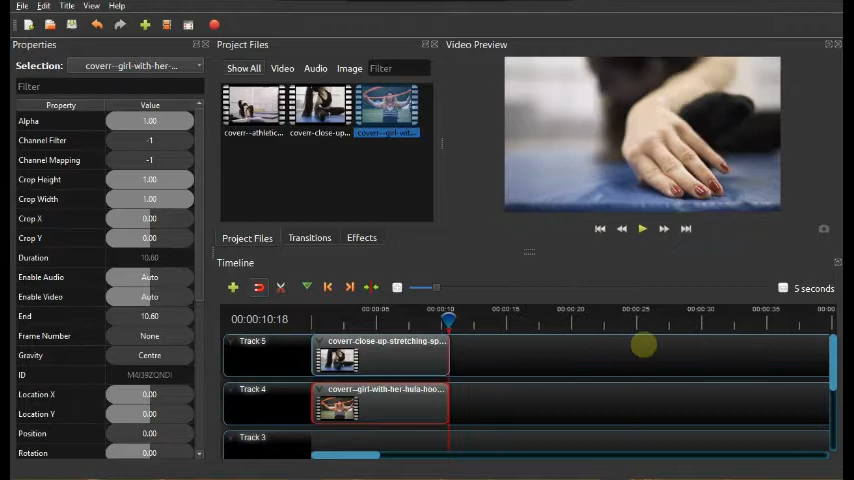 File Edit Title View Help
Properties
Selection: coverr--girl-with-her-...
Filter
Property Value
Alpha 1.00
Channel Filter -1
Channel Mapping -1
Crop Height 1.00
Crop Width 1.00
Crop X 0.00
Crop Y 0.00
Duration 10.60
Enable Audio Auto
Enable Video Auto
End 10.60
Frame Number None
Gravity Centre
ID M4J39ZQNDI
Location X 0.00
Location Y 0.00
Position 0.00
Rotation 0.00
Project Files
Show All Video Audio Image Filter
coverr--athletic... coverr-close-up... coverr--girl-wit...
Project Files Transitions Effects
Video Preview
Timeline
5 seconds
00:00:10:18
00:00:05 00:00:10 00:00:15 00:00:20 00:00:25 00:00:30 00:00:35 00:00
Track 5 coverr-close-up-stretching-sp...
Track 4 coverr--girl-with-her-hula-hoo...
Track 3